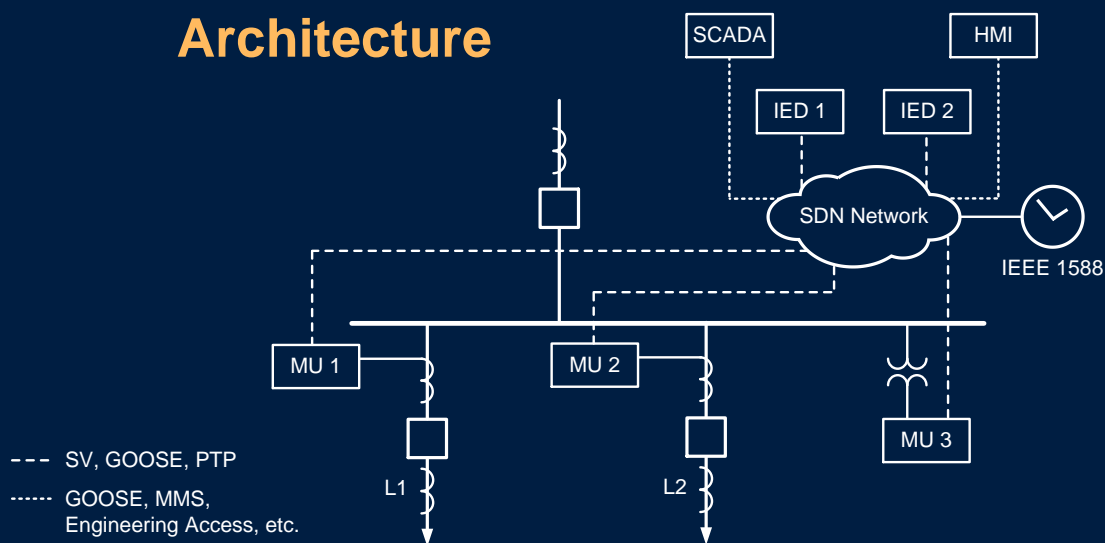 Architecture
SCADA
HMI
IED 1
IED 2
SDN Network
IEEE 1588
MU 1
MU 2
MU 3
L1
L2
SV, GOOSE, PTP
GOOSE, MMS,
Engineering Access, etc.